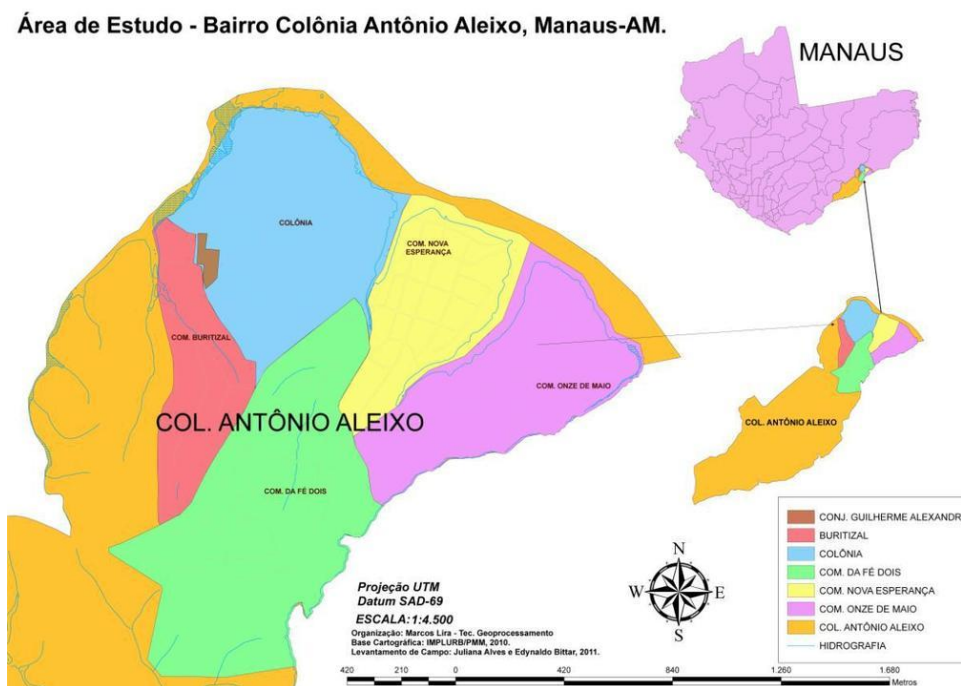 Área de Estudo - Bairro Colônia Antônio Aleixo, Manaus-AM.
MANAUS
COLÔNIA
COM. NOVA
ESPERANÇA
COM. BURITIZAL
COM. ONZE DE MAIO
COL. ANTÔNIO ALEIXO
COM. DA FÉ DOIS
COL. ANTÔNIO ALEIXO
CONJ. GUILHERME ALEXANDR
BURITIZAL
COLÔNIA
COM. DA FÉ DOIS
COM. NOVA ESPERANÇA
COM. ONZE DE MAIO
COL. ANTÔNIO ALEIXO
HIDROGRAFIA
N
W E
S
Projeção UTM
Datum SAD-69
ESCALA:1:4.500
Organização: Marcos Lira - Tec. Geoprocessamento
Base Cartográfica: IMPLURB/PMM, 2010.
Levantamento de Campo: Juliana Alves e Edynaldo Bittar, 2011.
420 210 0 420 840 1.260 1.680
Metros